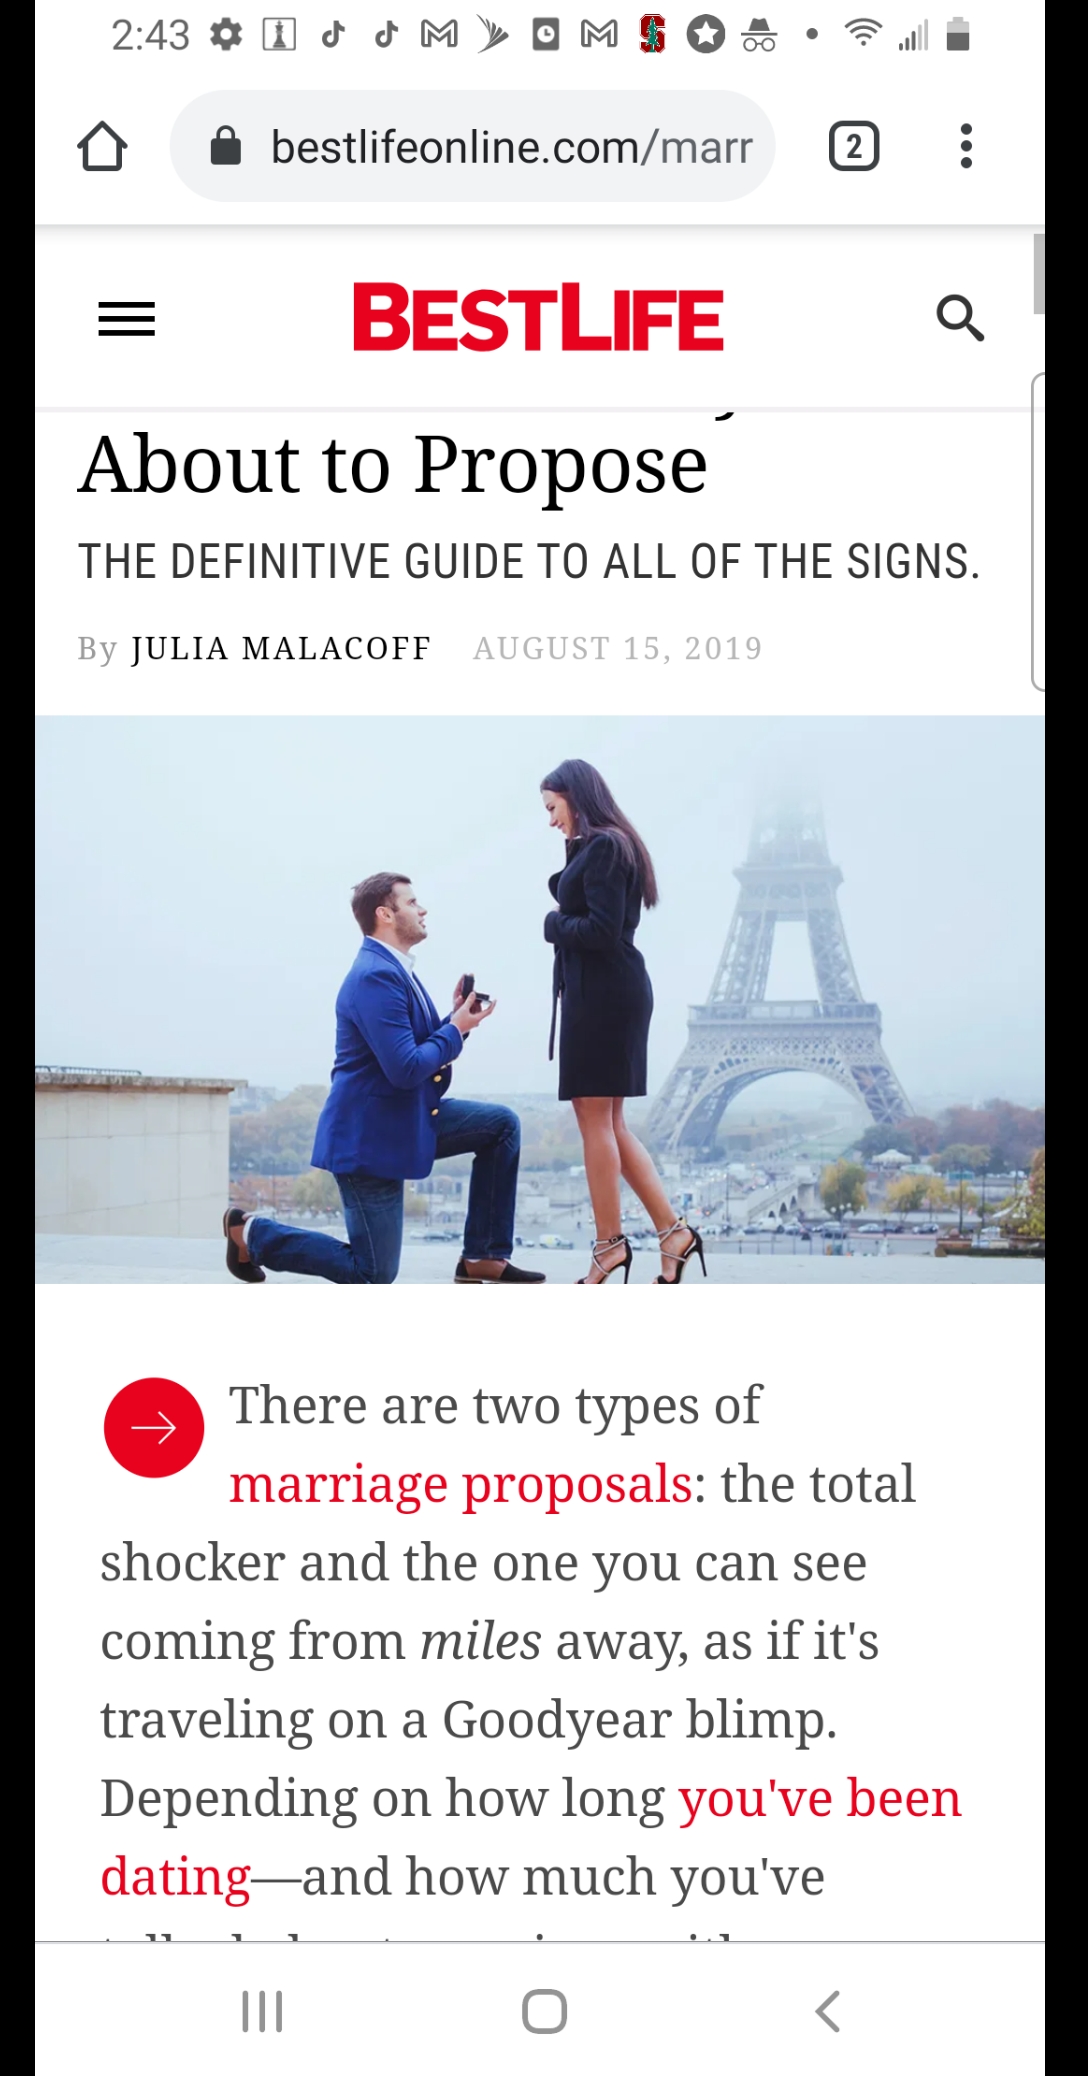 2:43
bestlifeonline.com/marr
2
BESTLIFE
About to Propose
THE DEFINITIVE GUIDE TO ALL OF THE SIGNS.
By JULIA MALACOFF AUGUST 15, 2019
There are two types of
marriage proposals: the total
shocker and the one you can see
coming from miles away, as if it's
traveling on a Goodyear blimp.
Depending on how long you've been
dating—and how much you've